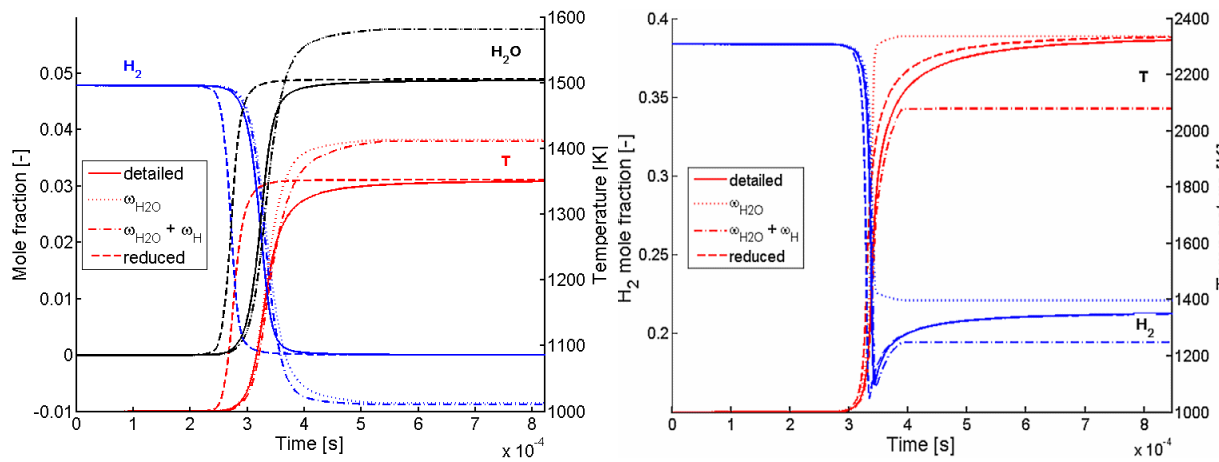 1600
0.4
2400
H2O
0.05
1500
H2
2200
0.04
0.35
T
1400
T
2000
0.03
detailed
ωH2O
ωH2O + ωH
reduced
Mole fraction [-]
1300
Temperature [K]
0.3
detailed
ωH2O
ωH2O + ωH
reduced
H2 mole fraction [-]
1800
0.02
1600
0.01
1200
0.25
1400
0
1100
0.2
H2
1200
-0.01
1000
1000
0 1 2 3 4 5 6 7 8
Time [s]
x 10-4
0 1 2 3 4 5 6 7 8
Time [s]
x 10-4